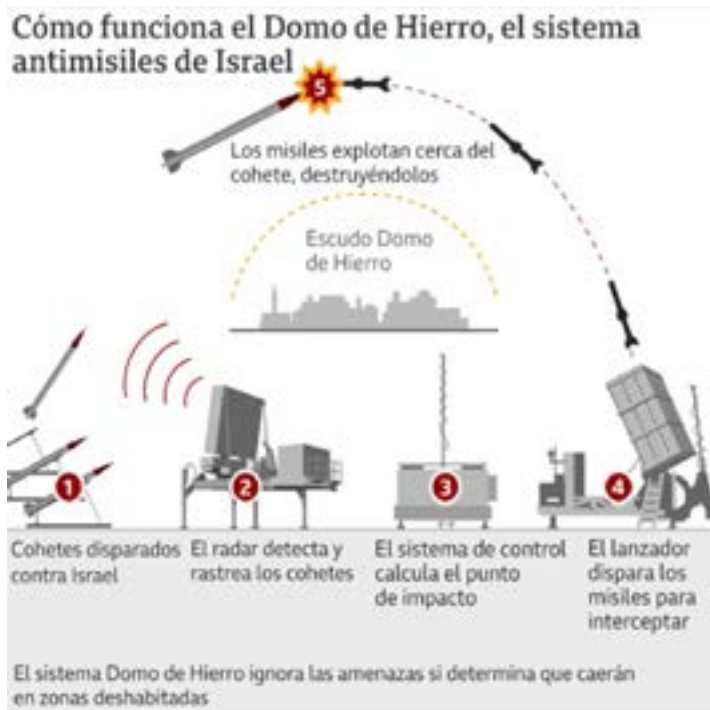 Cómo funciona el Domo de Hierro, el sistema
antimisiles de Israel
5
Los misiles explotan cerca del
cohete, destruyéndolos
Escudo Domo
de Hierro
1
2
3
4
Cohetes disparados
contra Israel
El radar detecta y
rastrea los cohetes
El sistema de control
calcula el punto
de impacto
El lanzador
dispara los
misiles para
interceptar
El sistema Domo de Hierro ignora las amenazas si determina que caerán
en zonas deshabitadas